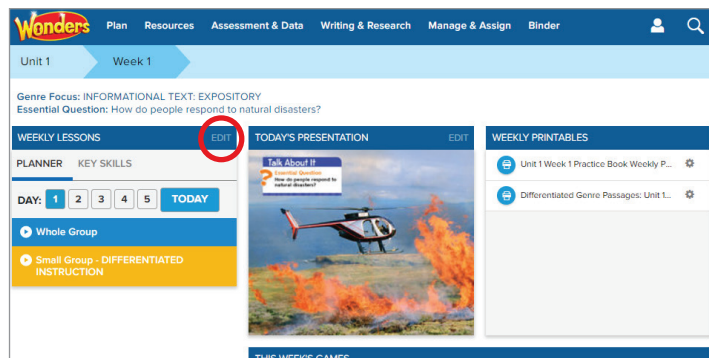 Wonders Plan Resources Assessment & Data Writing & Research Manage & Assign Binder
Unit 1 Week 1
Genre Focus: INFORMATIONAL TEXT: EXPOSITORY
Essential Question: How do people respond to natural disasters?
WEEKLY LESSONS EDIT
PLANNER KEY SKILLS
DAY: 1 2 3 4 5 TODAY
Whole Group
Small Group - DIFFERENTIATED
INSTRUCTION
TODAY'S PRESENTATION EDIT
Talk About It
Essential Question
How do people respond to
natural disasters?
WEEKLY PRINTABLES
Unit 1 Week 1 Practice Book Weekly P...
Differentiated Genre Passages: Unit 1...
THIS WEEK'S GAMES